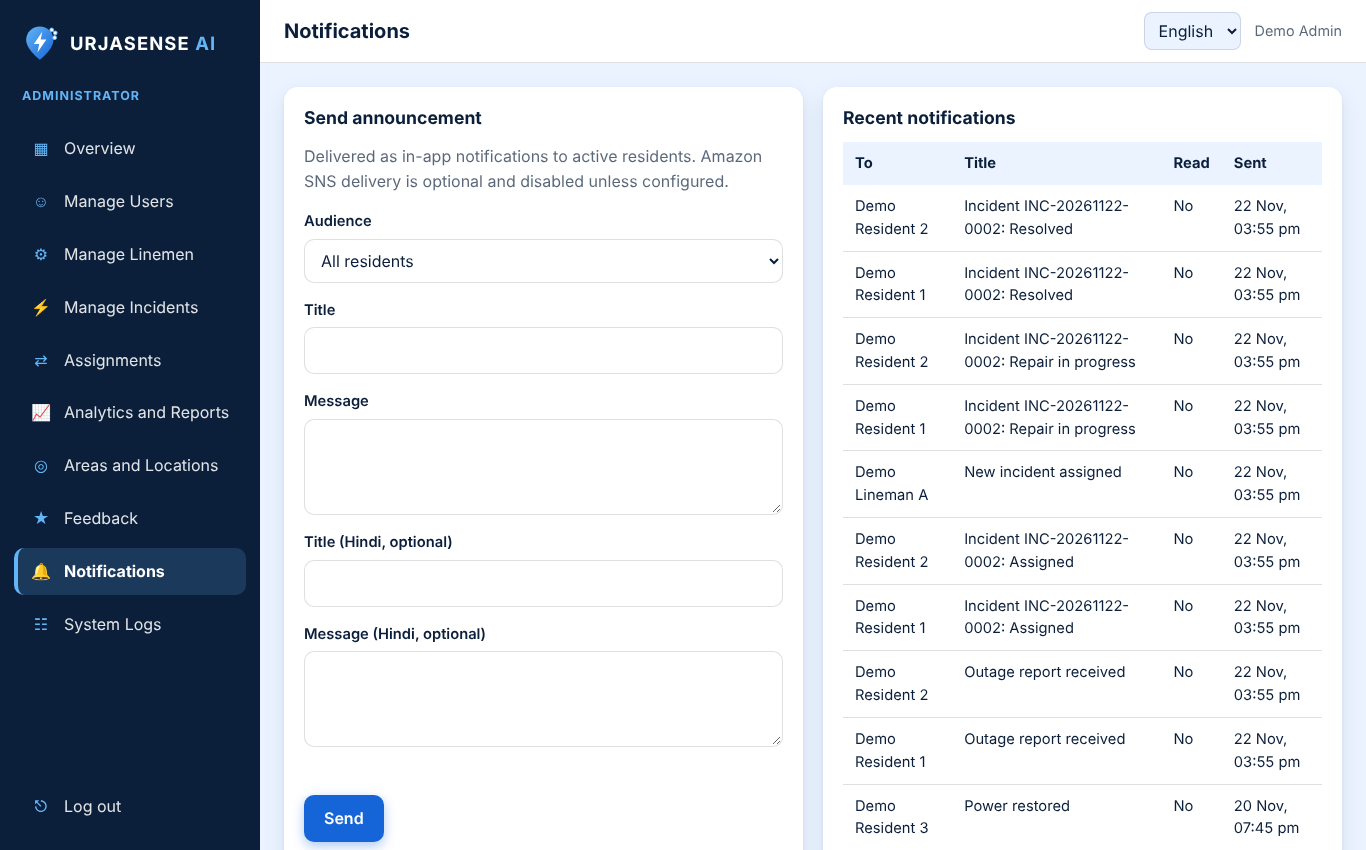 URJASENSE AI
ADMINISTRATOR
Overview
Manage Users
Manage Linemen
Manage Incidents
Assignments
Analytics and Reports
Areas and Locations
Feedback
Notifications
System Logs
Log out
Notifications
English
Demo Admin
Send announcement
Delivered as in-app notifications to active residents. Amazon
SNS delivery is optional and disabled unless configured.
Audience
All residents
Title
Message
Title (Hindi, optional)
Message (Hindi, optional)
Send
Recent notifications
To Title Read Sent
Demo Incident INC-20261122- No 22 Nov,
Resident 2 0002: Resolved 03:55 pm
Demo Incident INC-20261122- No 22 Nov,
Resident 1 0002: Resolved 03:55 pm
Demo Incident INC-20261122- No 22 Nov,
Resident 2 0002: Repair in progress 03:55 pm
Demo Incident INC-20261122- No 22 Nov,
Resident 1 0002: Repair in progress 03:55 pm
Demo New incident assigned No 22 Nov,
Lineman A 03:55 pm
Demo Incident INC-20261122- No 22 Nov,
Resident 2 0002: Assigned 03:55 pm
Demo Incident INC-20261122- No 22 Nov,
Resident 1 0002: Assigned 03:55 pm
Demo Outage report received No 22 Nov,
Resident 2 03:55 pm
Demo Outage report received No 22 Nov,
Resident 1 03:55 pm
Demo Power restored No 20 Nov,
Resident 3 07:45 pm